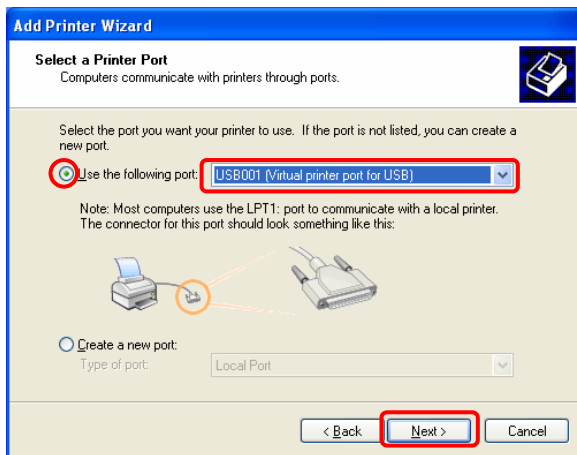 Add Printer Wizard
Select a Printer Port
Computers communicate with printers through ports.
Select the port you want your printer to use.  If the port is not listed, you can create a
new port.
Use the following port: USB001 (Virtual printer port for USB)
Note: Most computers use the LPT1: port to communicate with a local printer.
The connector for this port should look something like this:
Create a new port:
Type of port: Local Port
< Back Next > Cancel